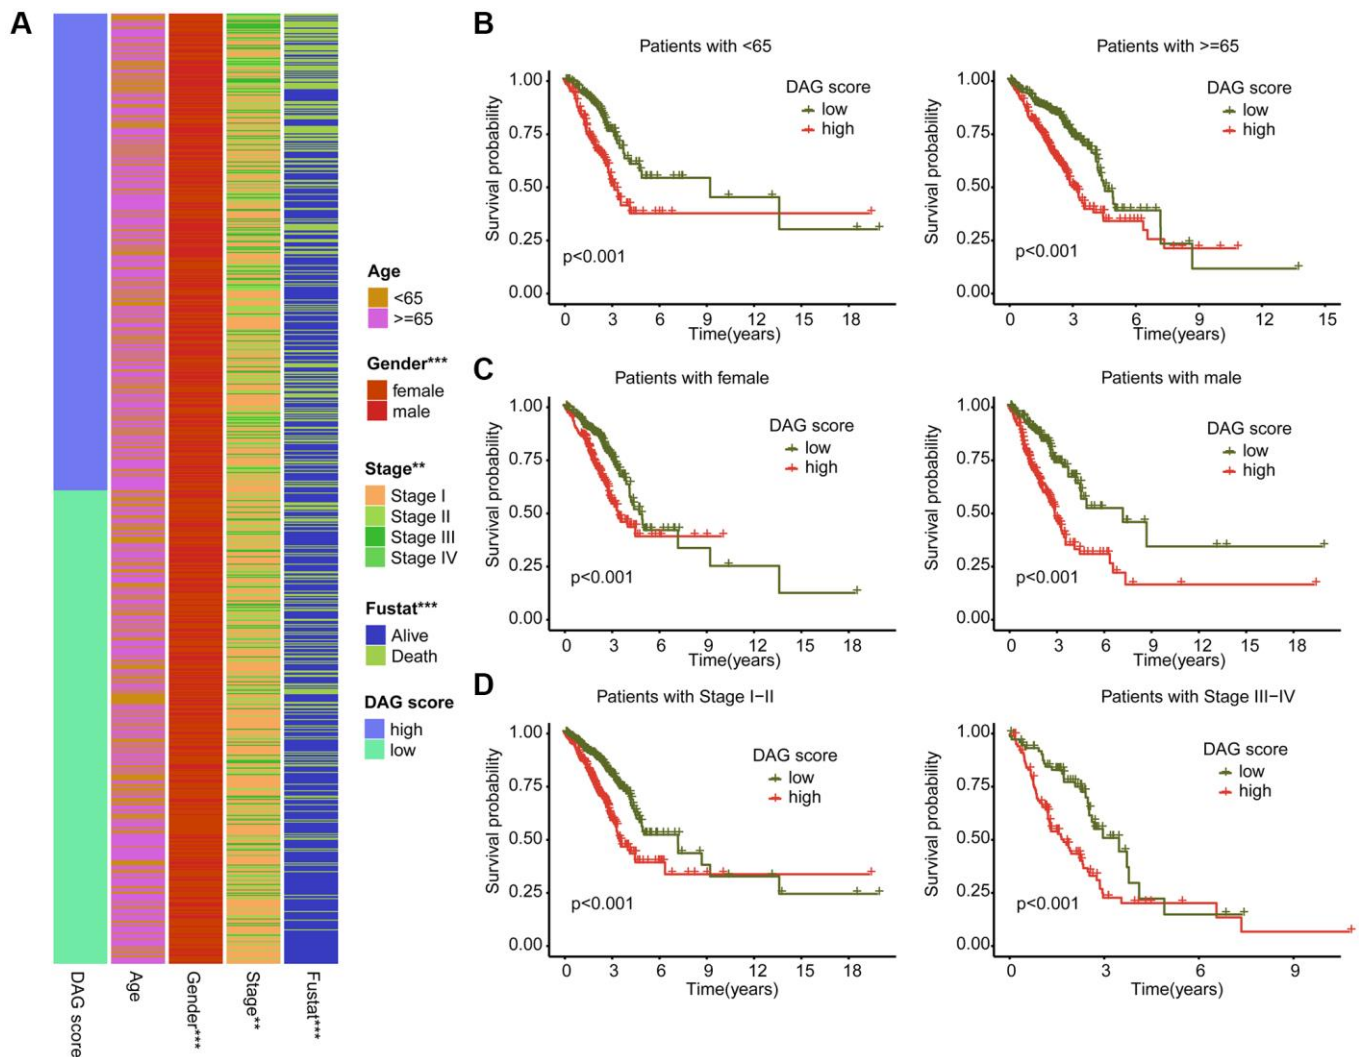 A
Age
<65
>=65
Gender***
female
male
Stage**
Stage I
Stage II
Stage III
Stage IV
Fustat***
Alive
Death
DAG score
high
low
DAG score
Age
Gender***
Stage**
Fustat***
B
Patients with <65
Survival probability
1.00
0.75
0.50
0.25
0.00
DAG score
low
high
p<0.001
0 3 6 9 12 15 18
Time(years)
Patients with >=65
Survival probability
1.00
0.75
0.50
0.25
0.00
DAG score
low
high
p<0.001
0 3 6 9 12 15
Time(years)
C
Patients with female
Survival probability
1.00
0.75
0.50
0.25
0.00
DAG score
low
high
p<0.001
0 3 6 9 12 15 18
Time(years)
Patients with male
Survival probability
1.00
0.75
0.50
0.25
0.00
DAG score
low
high
p<0.001
0 3 6 9 12 15 18
Time(years)
D
Patients with Stage I−II
Survival probability
1.00
0.75
0.50
0.25
0.00
DAG score
low
high
p<0.001
0 3 6 9 12 15 18
Time(years)
Patients with Stage III−IV
Survival probability
1.00
0.75
0.50
0.25
0.00
DAG score
low
high
p<0.001
0 3 6 9
Time(years)